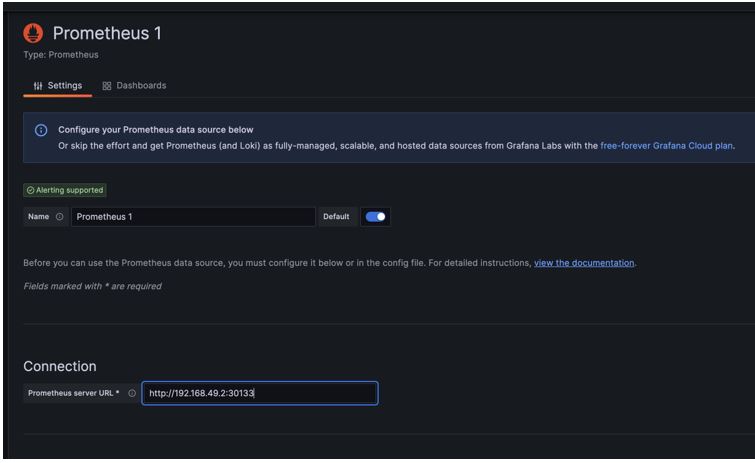 Prometheus 1
Type: Prometheus
Settings Dashboards
Configure your Prometheus data source below
Or skip the effort and get Prometheus (and Loki) as fully-managed, scalable, and hosted data sources from Grafana Labs with the free-forever Grafana Cloud plan.
Alerting supported
Name Prometheus 1 Default
Before you can use the Prometheus data source, you must configure it below or in the config file. For detailed instructions, view the documentation.
Fields marked with * are required
Connection
Prometheus server URL * http://192.168.49.2:30133